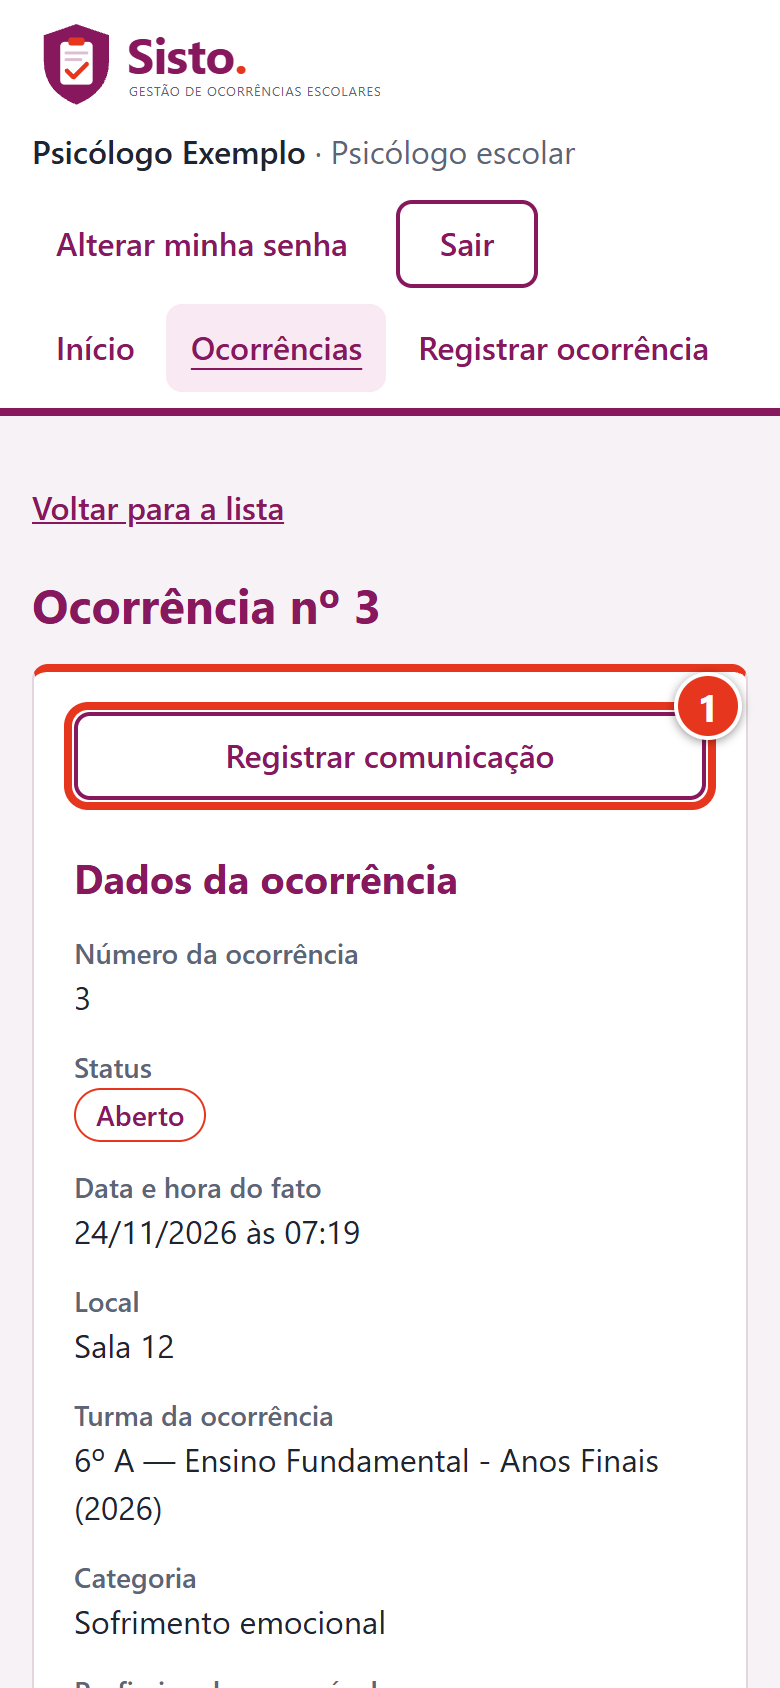 Sisto.
GESTÃO DE OCORRÊNCIAS ESCOLARES
Psicólogo Exemplo · Psicólogo escolar
Alterar minha senha
Sair
Início
Ocorrências
Registrar ocorrência
Voltar para a lista
Ocorrência nº 3
1
Registrar comunicação
Dados da ocorrência
Número da ocorrência
3
Status
Aberto
Data e hora do fato
24/11/2026 às 07:19
Local
Sala 12
Turma da ocorrência
6º A — Ensino Fundamental - Anos Finais
(2026)
Categoria
Sofrimento emocional